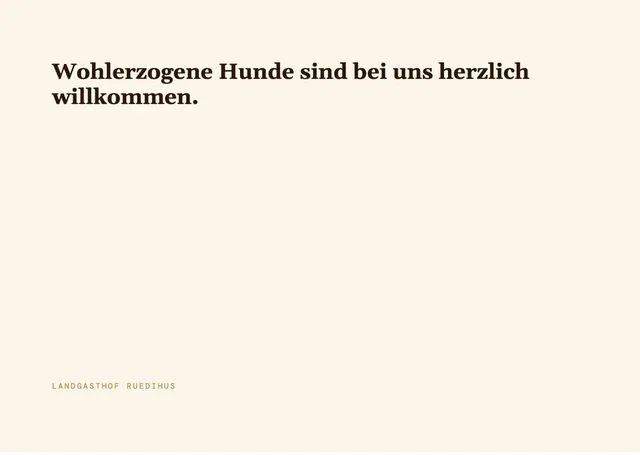 Wohlerzogene Hunde sind bei uns herzlich
willkommen.
LANDGASTHOF RUEDIHUS